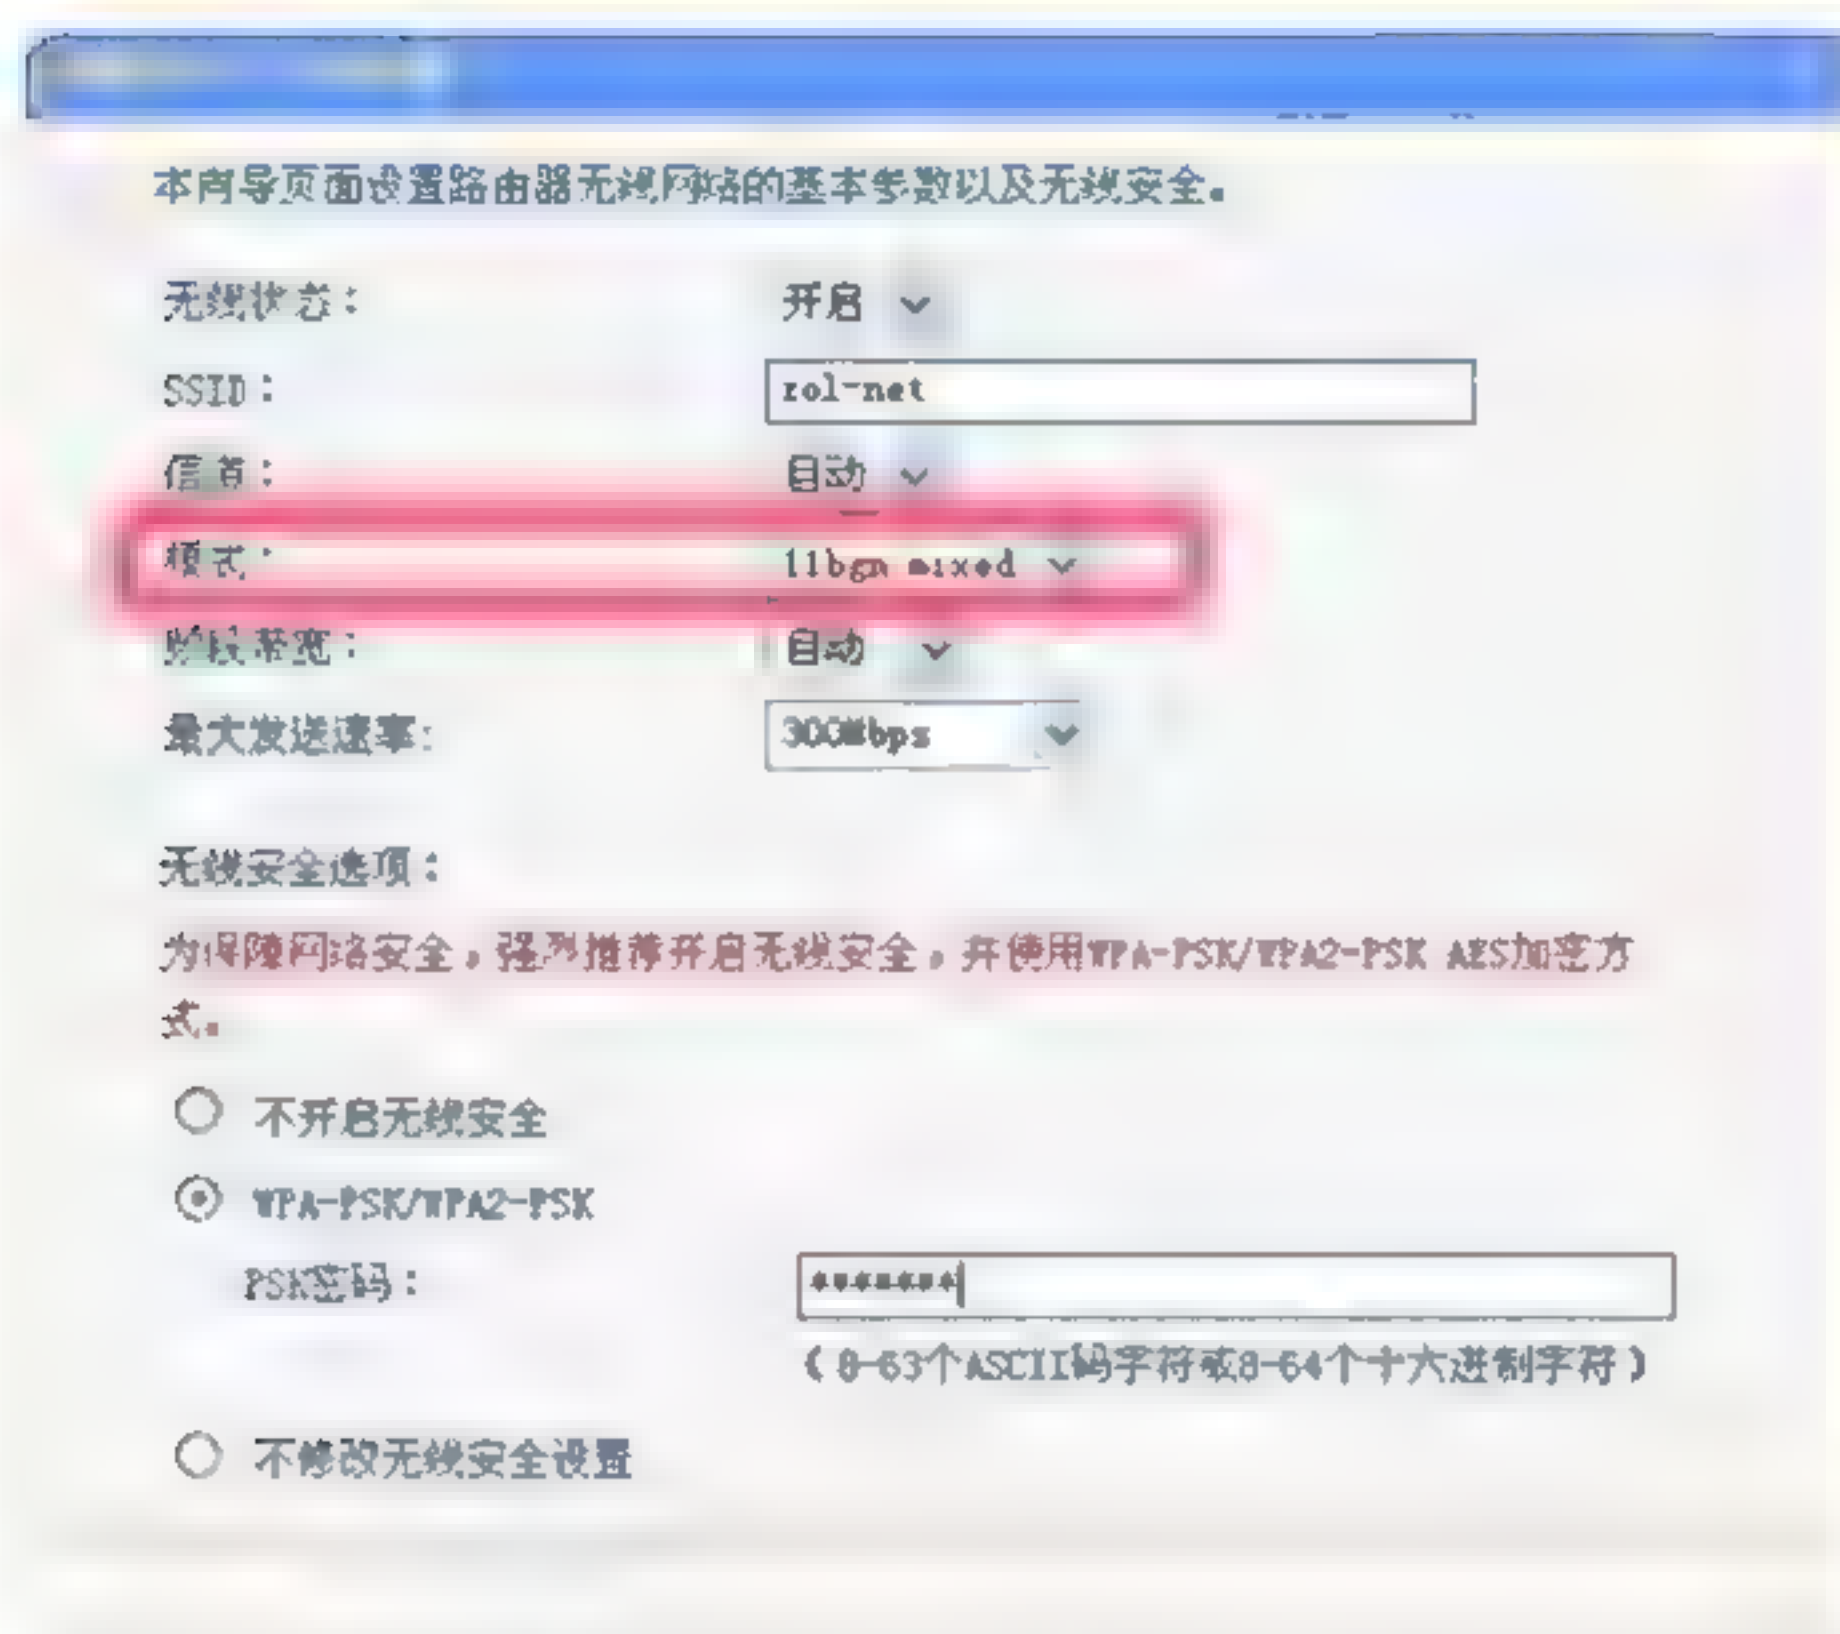 本向导页面设置路由器无线网络的基本参数以及无线安全。
无线状态： 开启
SSID： rol-net
信道： 自动
模式： 11bgn mixed
频段带宽： 自动
最大发送速率: 300Mbps
无线安全选项：
为保障网络安全，强烈推荐开启无线安全，并使用WPA-PSK/WPA2-PSK AES加密方
式。
不开启无线安全
WPA-PSK/WPA2-PSK
PSK密码： *******
（8-63个ASCII码字符或8-64个十六进制字符）
不修改无线安全设置